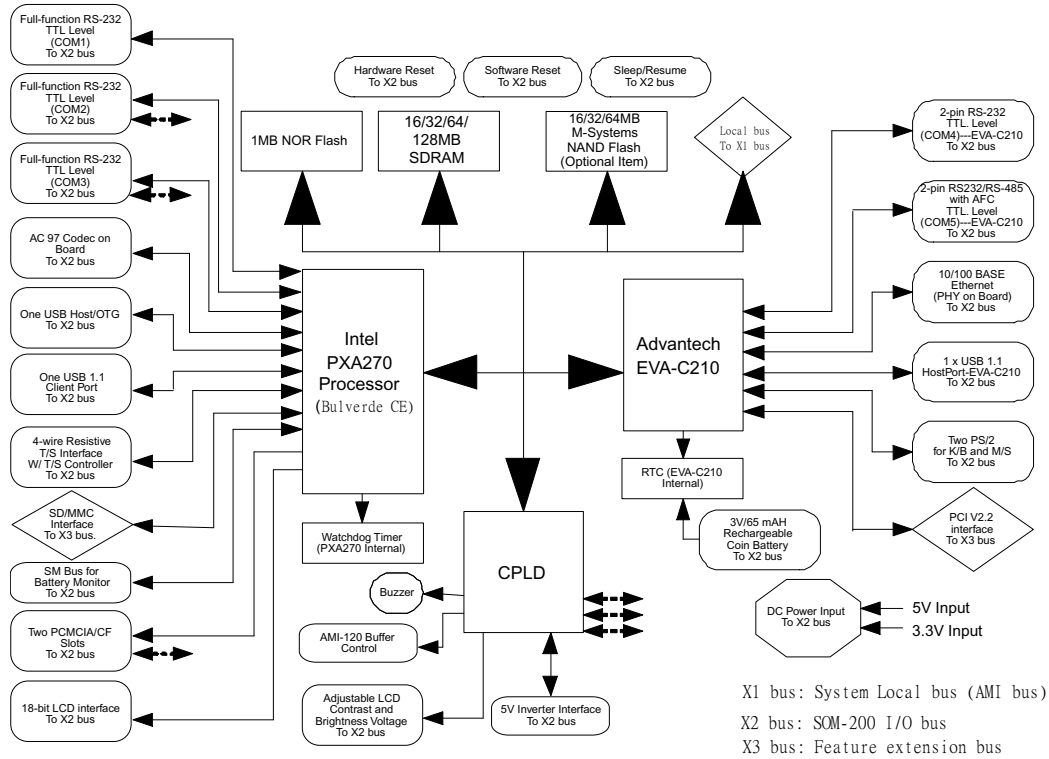 Full-function RS-232
TTL Level
(COM1)
To X2 bus
Full-function RS-232
TTL Level
(COM2)
To X2 bus
Full-function RS-232
TTL Level
(COM3)
To X2 bus
AC 97 Codec on
Board
To X2 bus
One USB Host/OTG
To X2 bus
One USB 1.1
Client Port
To X2 bus
4-wire Resistive
T/S Interface
W/ T/S Controller
To X2 bus
SD/MMC
Interface
To X3 bus.
SM Bus for
Battery Monitor
To X2 bus
Two PCMCIA/CF
Slots
To X2 bus
18-bit LCD interface
To X2 bus
Hardware Reset
To X2 bus
Software Reset
To X2 bus
Sleep/Resume
To X2 bus
1MB NOR Flash
16/32/64/
128MB
SDRAM
16/32/64MB
M-Systems
NAND Flash
(Optional Item)
Local bus
To X1 bus
Intel
PXA270
Processor
(Bulverde CE)
Watchdog Timer
(PXA270 Internal)
Advantech
EVA-C210
RTC (EVA-C210
Internal)
3V/65 mAH
Rechargeable
Coin Battery
To X2 bus
CPLD
Buzzer
AMI-120 Buffer
Control
Adjustable LCD
Contrast and
Brightness Voltage
To X2 bus
5V Inverter Interface
To X2 bus
2-pin RS-232
TTL. Level
(COM4)---EVA-C210
To X2 bus
2-pin RS232/RS-485
with AFC
TTL. Level
(COM5)---EVA-C210
To X2 bus
10/100 BASE
Ethernet
(PHY on Board)
To X2 bus
1 x USB 1.1
HostPort-EVA-C210
To X2 bus
Two PS/2
for K/B and M/S
To X2 bus
PCI V2.2
interface
To X3 bus
DC Power Input
To X2 bus
5V Input
3.3V Input
X1 bus: System Local bus (AMI bus)
X2 bus: SOM-200 I/O bus
X3 bus: Feature extension bus